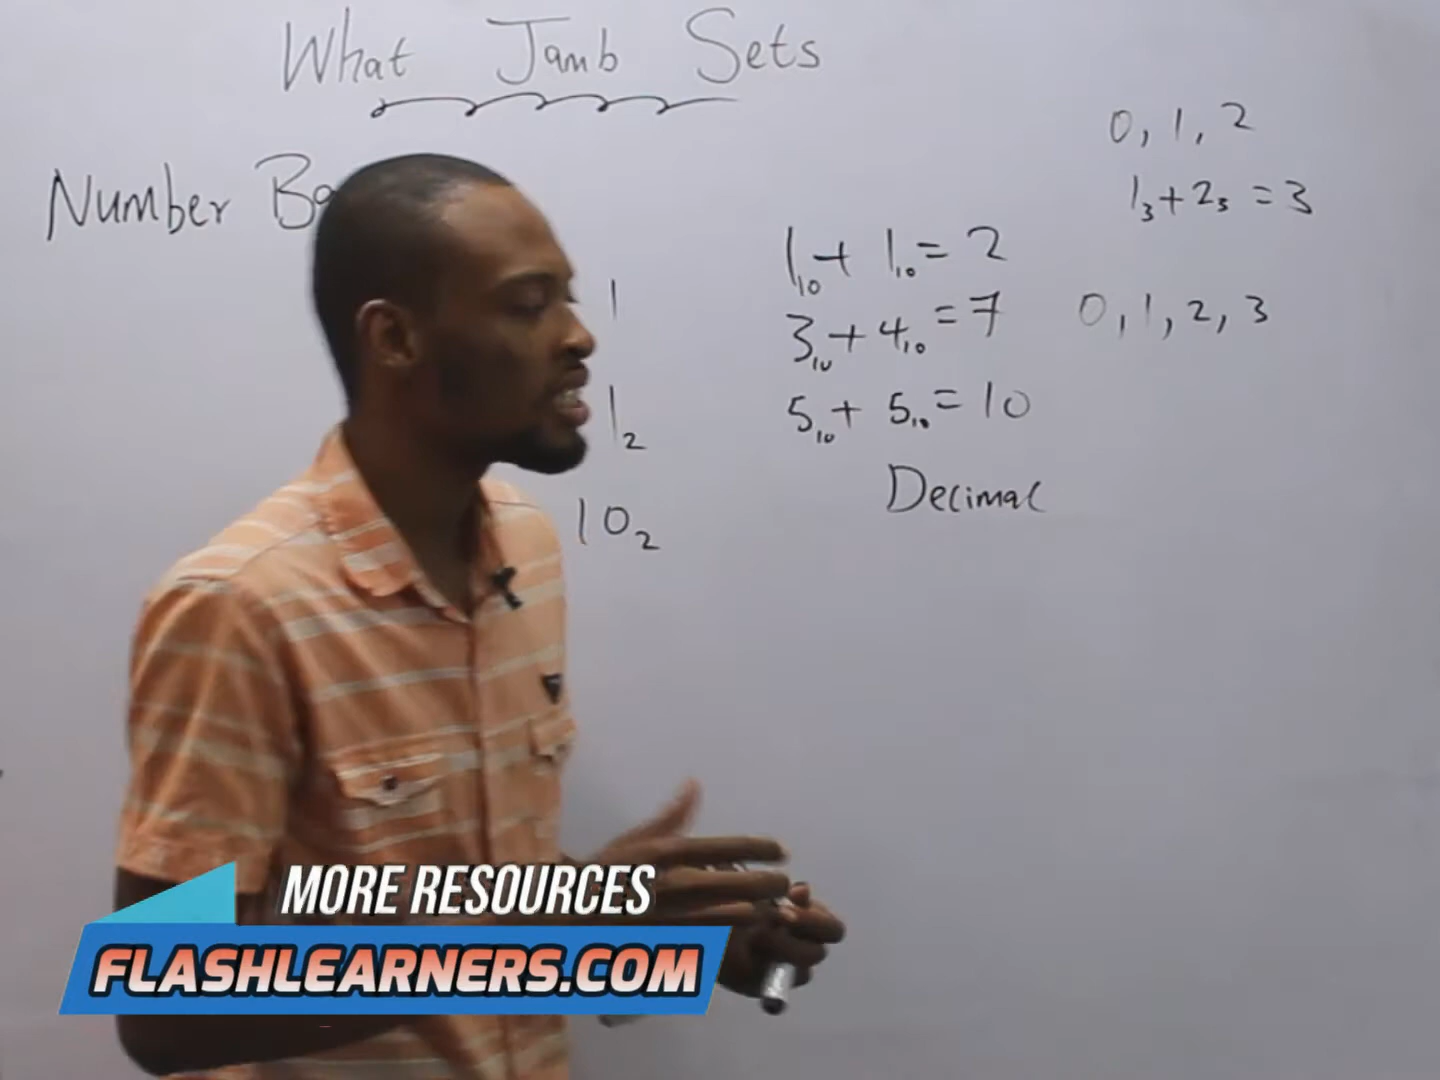 What Jamb Sets
Number Ba
1
1₂
10₂
1₁₀ + 1₁₀ = 2
3₁₀ + 4₁₀ = 7
5₁₀ + 5₁₀ = 10
Decimal
0, 1, 2
1₃ + 2₃ = 3
0, 1, 2, 3
MORE RESOURCES
FLASHLEARNERS.COM